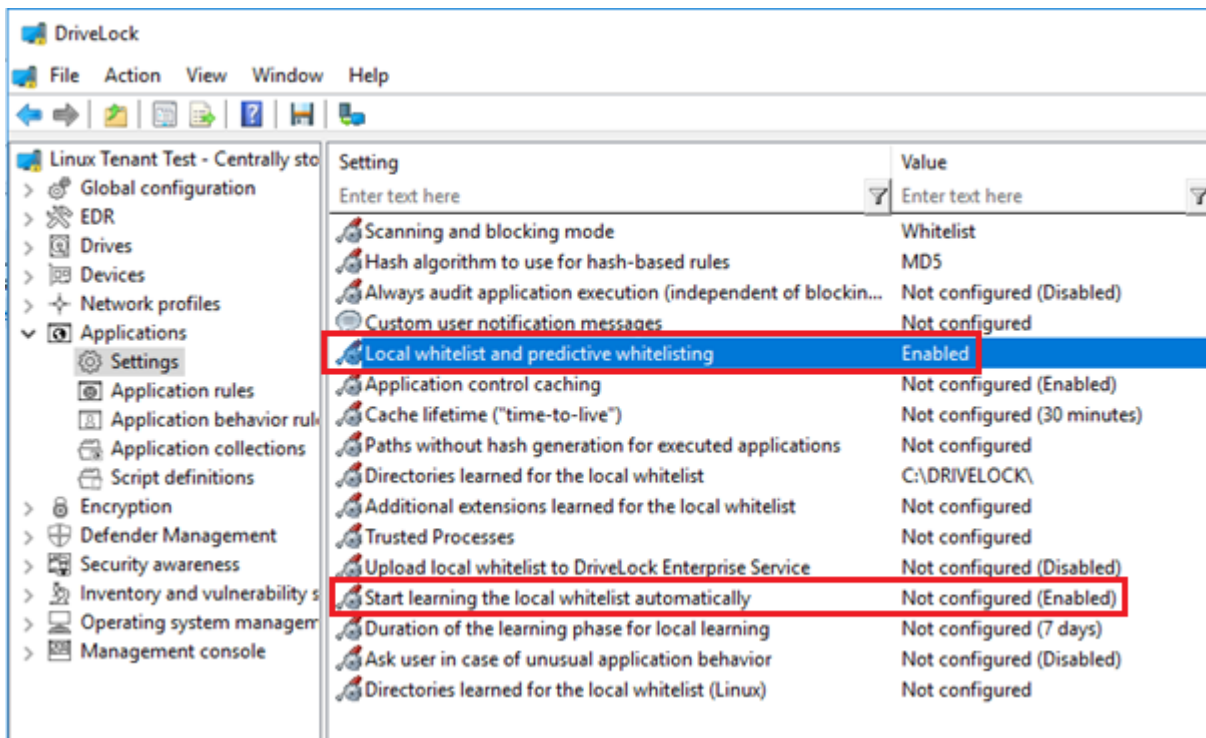 DriveLock
File Action View Window Help
Linux Tenant Test - Centrally sto
Global configuration
EDR
Drives
Devices
Network profiles
Applications
Settings
Application rules
Application behavior rul
Application collections
Script definitions
Encryption
Defender Management
Security awareness
Inventory and vulnerability s
Operating system managem
Management console
Setting Value
Enter text here Enter text here
Scanning and blocking mode Whitelist
Hash algorithm to use for hash-based rules MD5
Always audit application execution (independent of blockin... Not configured (Disabled)
Custom user notification messages Not configured
Local whitelist and predictive whitelisting Enabled
Application control caching Not configured (Enabled)
Cache lifetime ("time-to-live") Not configured (30 minutes)
Paths without hash generation for executed applications Not configured
Directories learned for the local whitelist C:\DRIVELOCK\
Additional extensions learned for the local whitelist Not configured
Trusted Processes Not configured
Upload local whitelist to DriveLock Enterprise Service Not configured (Disabled)
Start learning the local whitelist automatically Not configured (Enabled)
Duration of the learning phase for local learning Not configured (7 days)
Ask user in case of unusual application behavior Not configured (Disabled)
Directories learned for the local whitelist (Linux) Not configured